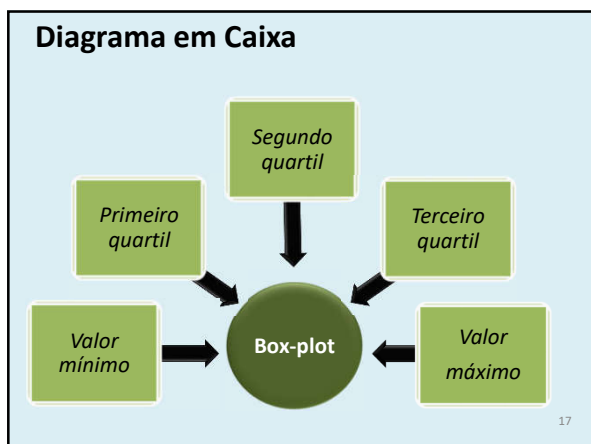 Diagrama em Caixa
Segundo
quartil
Primeiro
quartil
Terceiro
quartil
Valor
mínimo
Box-plot
Valor
máximo
17